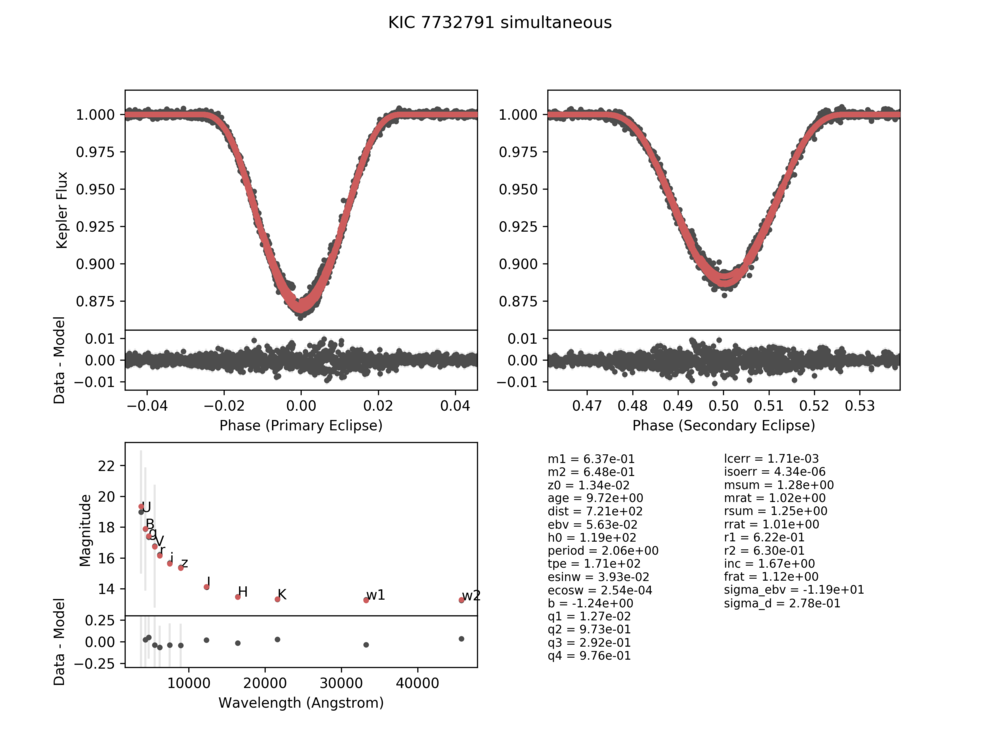 KIC 7732791 simultaneous
1.000
0.975
0.950
0.925
0.900
0.875
Kepler Flux
0.01
0.00
−0.01
Data - Model
−0.04 −0.02 0.00 0.02 0.04
Phase (Primary Eclipse)
1.000
0.975
0.950
0.925
0.900
0.875
0.01
0.00
−0.01
0.47 0.48 0.49 0.50 0.51 0.52 0.53
Phase (Secondary Eclipse)
22
20
18
16
14
Magnitude
U
B
g
V
r
i
z
J
H
K
w1
w2
0.25
0.00
−0.25
Data - Model
10000 20000 30000 40000
Wavelength (Angstrom)
m1 = 6.37e-01
m2 = 6.48e-01
z0 = 1.34e-02
age = 9.72e+00
dist = 7.21e+02
ebv = 5.63e-02
h0 = 1.19e+02
period = 2.06e+00
tpe = 1.71e+02
esinw = 3.93e-02
ecosw = 2.54e-04
b = -1.24e+00
q1 = 1.27e-02
q2 = 9.73e-01
q3 = 2.92e-01
q4 = 9.76e-01
lcerr = 1.71e-03
isoerr = 4.34e-06
msum = 1.28e+00
mrat = 1.02e+00
rsum = 1.25e+00
rrat = 1.01e+00
r1 = 6.22e-01
r2 = 6.30e-01
inc = 1.67e+00
frat = 1.12e+00
sigma_ebv = -1.19e+01
sigma_d = 2.78e-01